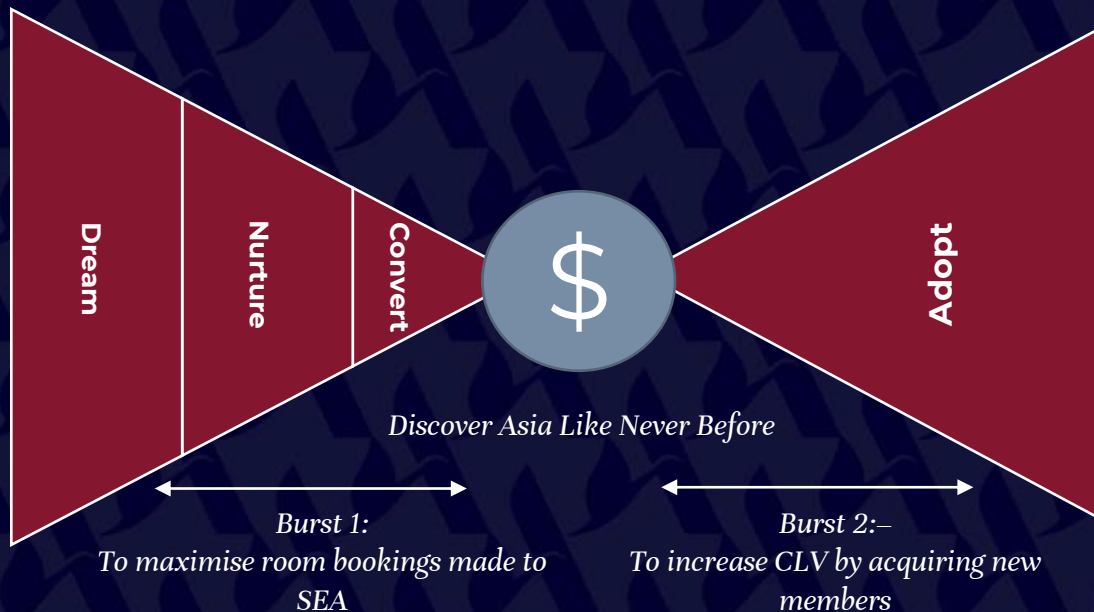 Dream
Nurture
Convert
$
Adopt
Discover Asia Like Never Before
Burst 1:
To maximise room bookings made to
SEA
Burst 2:–
To increase CLV by acquiring new
members